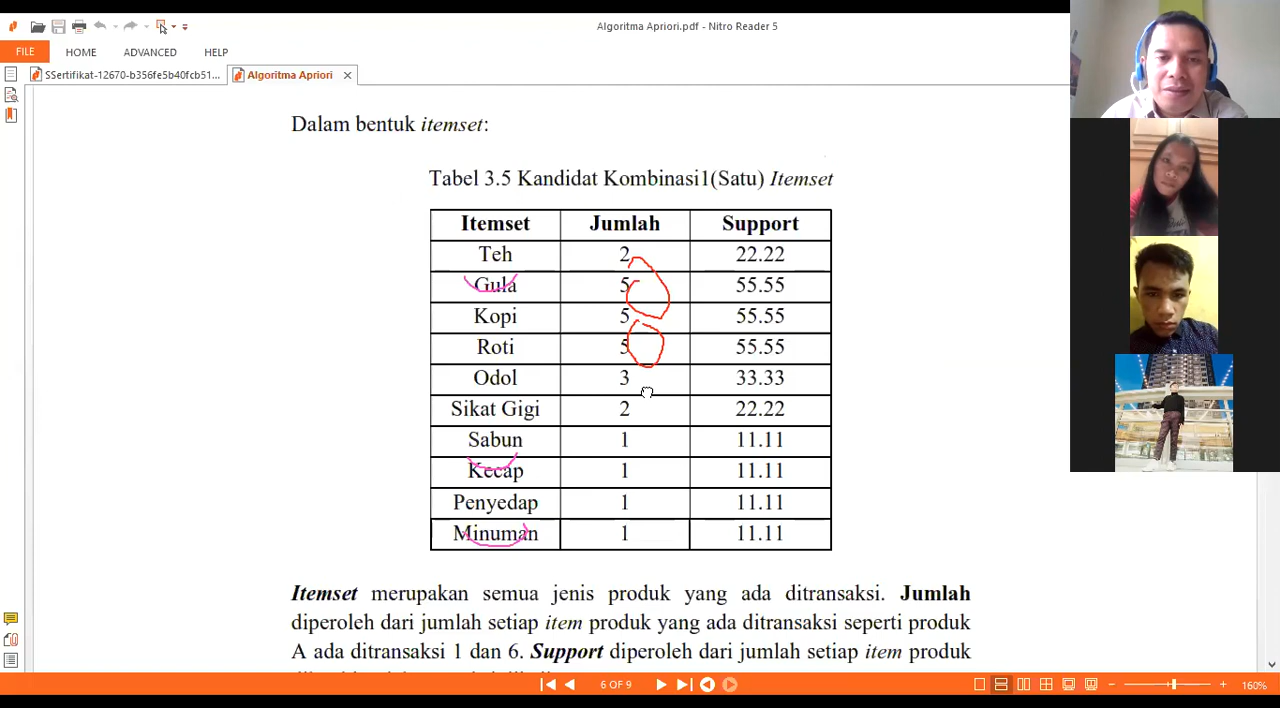 Algoritma Apriori.pdf - Nitro Reader 5
FILE HOME ADVANCED HELP
SSertifikat-12670-b356fe5b40fcb51... Algoritma Apriori
Dalam bentuk itemset:
Tabel 3.5 Kandidat Kombinasi1(Satu) Itemset
Itemset Jumlah Support
Teh 2 22.22
Gula 5 55.55
Kopi 5 55.55
Roti 5 55.55
Odol 3 33.33
Sikat Gigi 2 22.22
Sabun 1 11.11
Kecap 1 11.11
Penyedap 1 11.11
Minuman 1 11.11
Itemset merupakan semua jenis produk yang ada ditransaksi. Jumlah
diperoleh dari jumlah setiap item produk yang ada ditransaksi seperti produk
A ada ditransaksi 1 dan 6. Support diperoleh dari jumlah setiap item produk
6 OF 9 160%